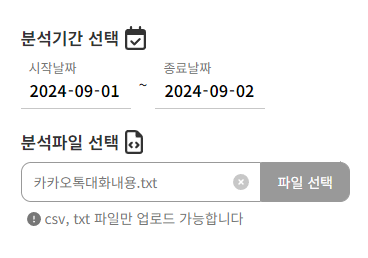 분석기간 선택
시작날짜 종료날짜
2024-09-01 ~ 2024-09-02
분석파일 선택
카카오톡대화내용.txt 파일 선택
csv, txt 파일만 업로드 가능합니다